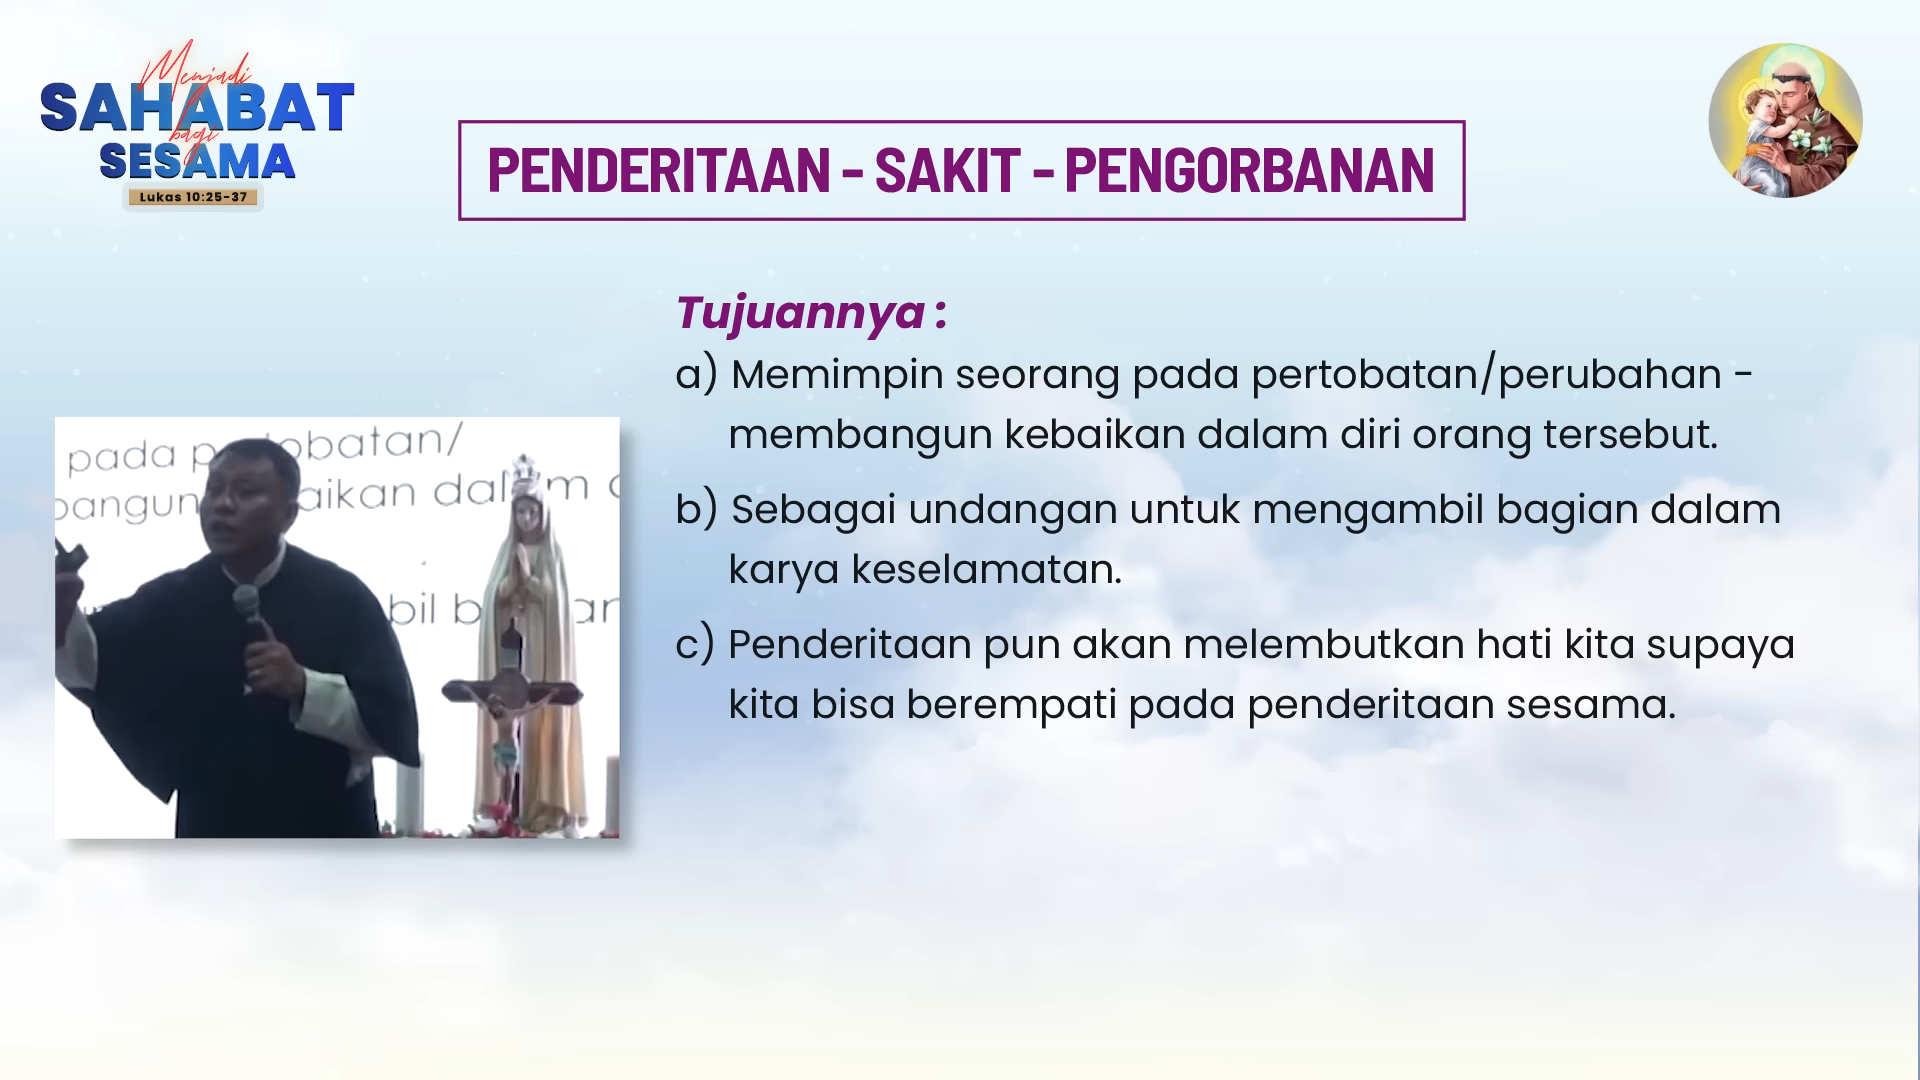 Menjadi
SAHABAT
bagi
SESAMA
Lukas 10:25-37
PENDERITAAN - SAKIT - PENGORBANAN
Tujuannya :
a) Memimpin seorang pada pertobatan/perubahan -
membangun kebaikan dalam diri orang tersebut.
b) Sebagai undangan untuk mengambil bagian dalam
karya keselamatan.
c) Penderitaan pun akan melembutkan hati kita supaya
kita bisa berempati pada penderitaan sesama.
pada p obatan/
bangun aikan dal m
bil b an